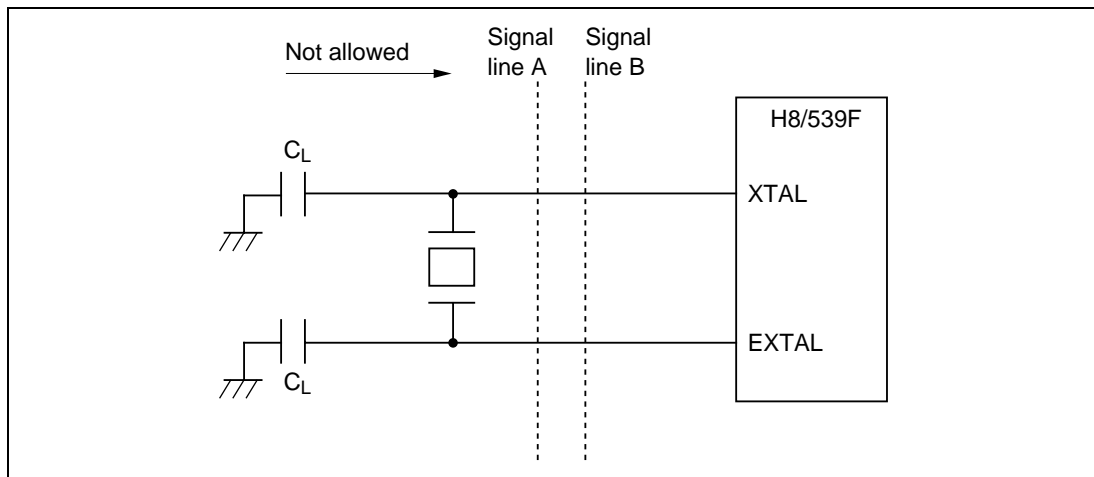 Not allowed
Signal
line A
Signal
line B
H8/539F
CL
XTAL
EXTAL
CL